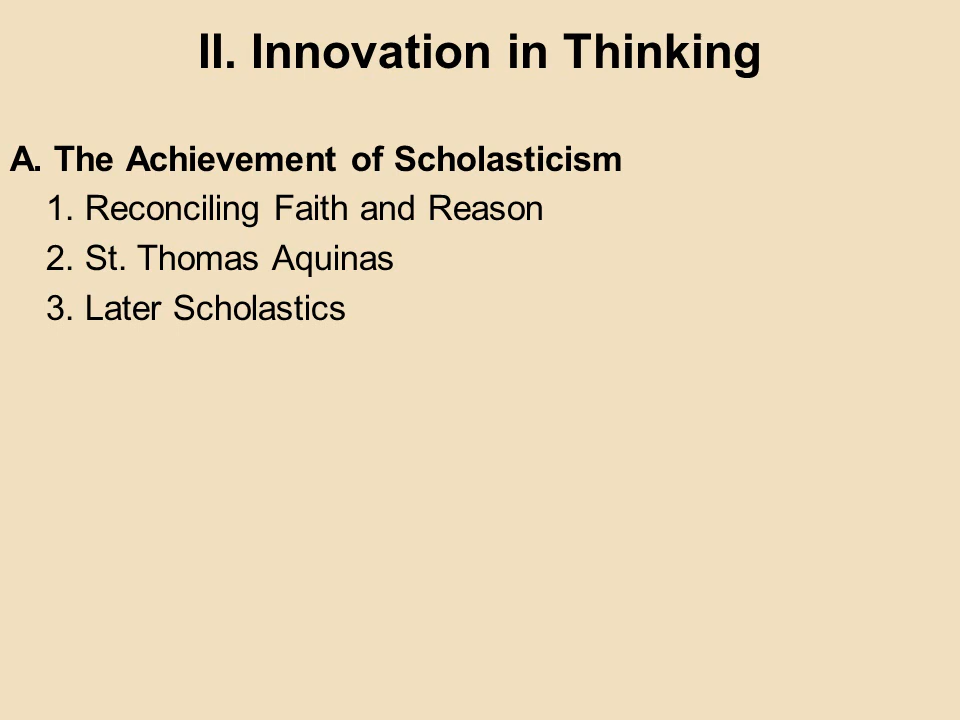 II. Innovation in Thinking
A. The Achievement of Scholasticism
1. Reconciling Faith and Reason
2. St. Thomas Aquinas
3. Later Scholastics